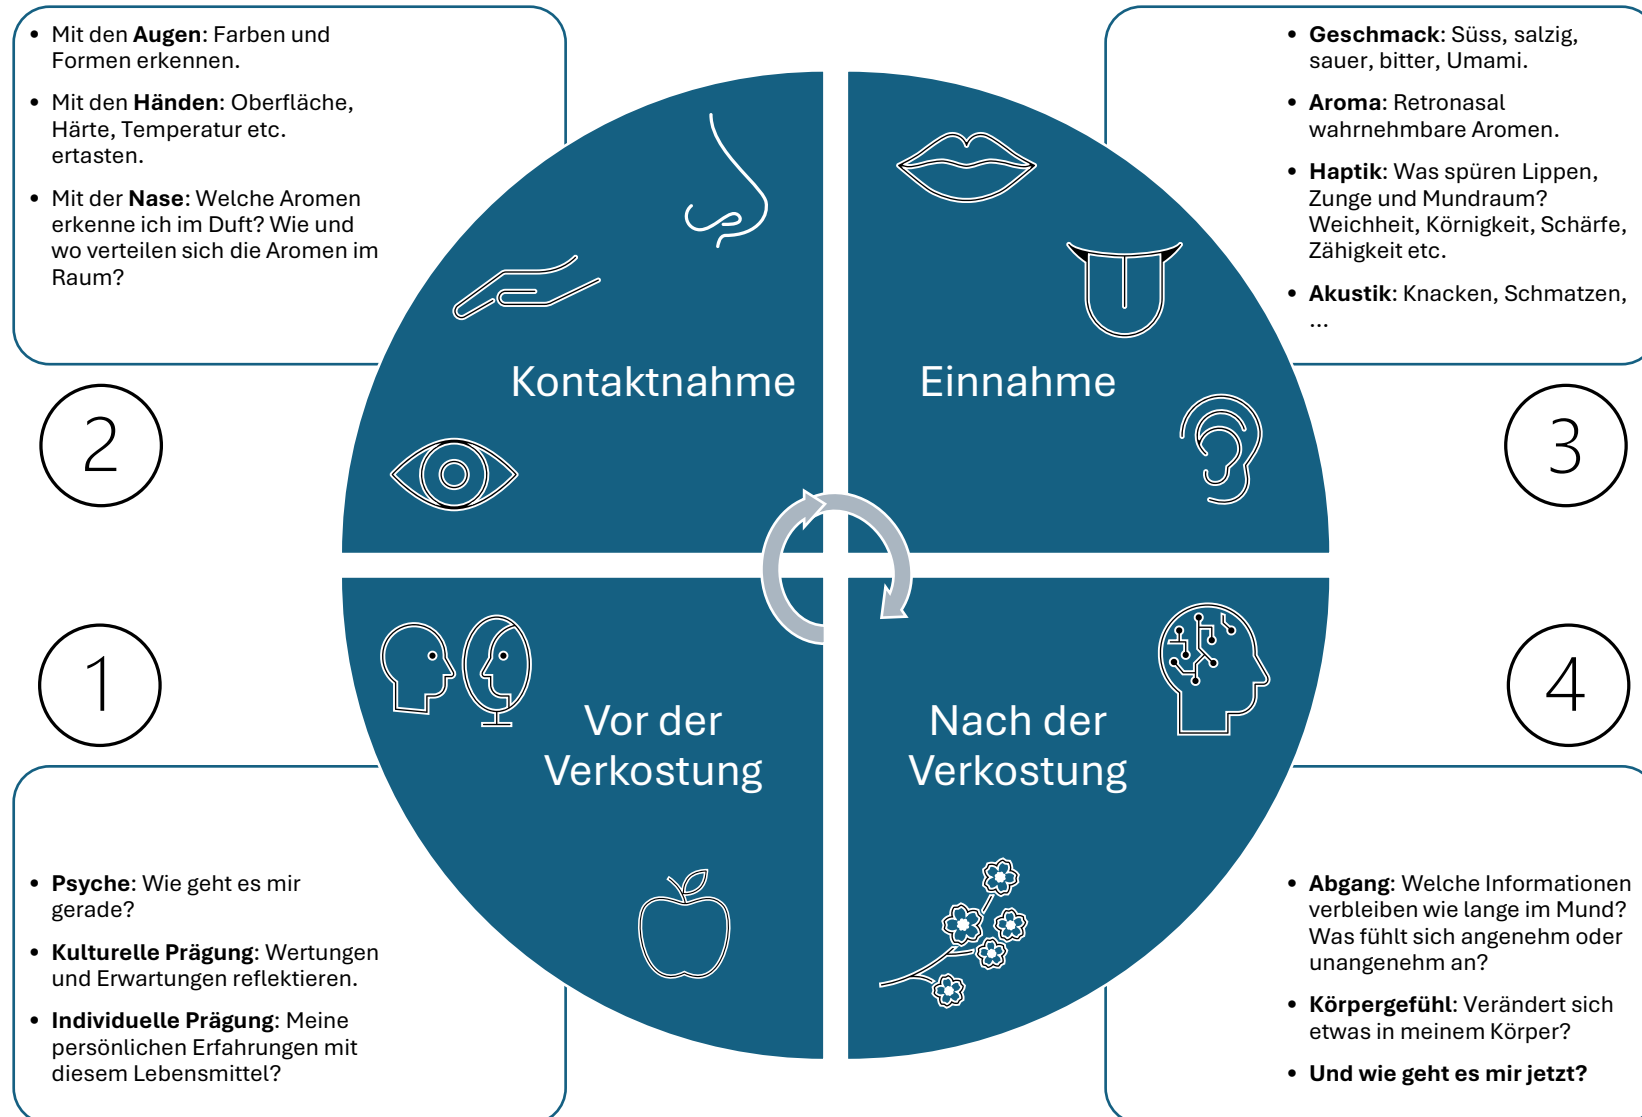 • Mit den Augen: Farben und
Formen erkennen.
• Mit den Händen: Oberfläche,
Härte, Temperatur etc.
ertasten.
• Mit der Nase: Welche Aromen
erkenne ich im Duft? Wie und
wo verteilen sich die Aromen im
Raum?
• Geschmack: Süss, salzig,
sauer, bitter, Umami.
• Aroma: Retronasal
wahrnehmbare Aromen.
• Haptik: Was spüren Lippen,
Zunge und Mundraum?
Weichheit, Körnigkeit, Schärfe,
Zähigkeit etc.
• Akustik: Knacken, Schmatzen,
...
Kontaktnahme
Einnahme
2
3
1
4
Vor der
Verkostung
Nach der
Verkostung
• Psyche: Wie geht es mir
gerade?
• Kulturelle Prägung: Wertungen
und Erwartungen reflektieren.
• Individuelle Prägung: Meine
persönlichen Erfahrungen mit
diesem Lebensmittel?
• Abgang: Welche Informationen
verbleiben wie lange im Mund?
Was fühlt sich angenehm oder
unangenehm an?
• Körpergefühl: Verändert sich
etwas in meinem Körper?
• Und wie geht es mir jetzt?